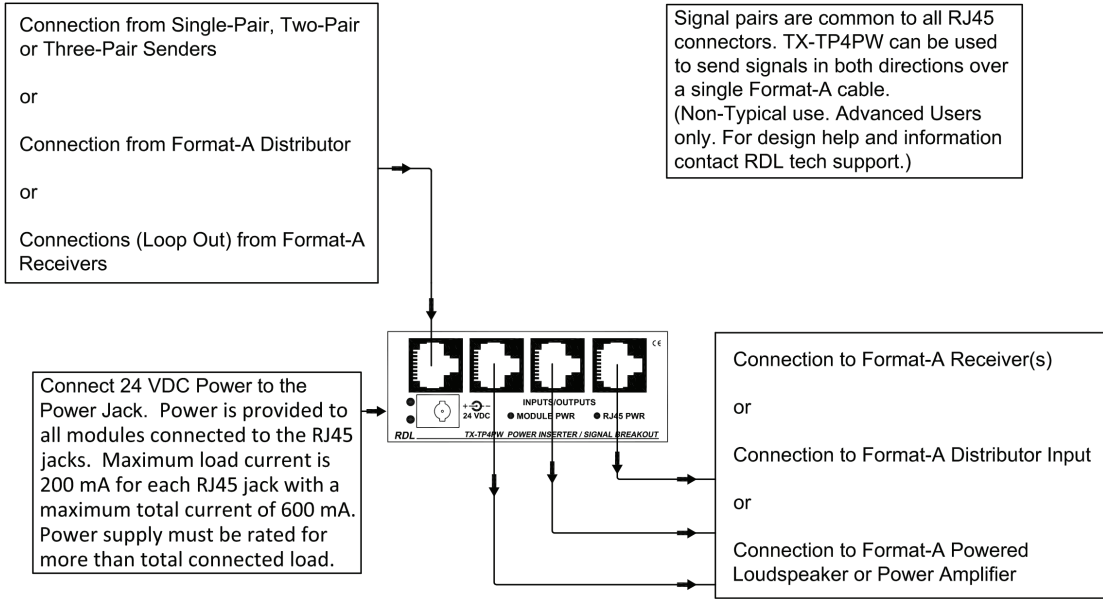 Connection from Single-Pair, Two-Pair
or Three-Pair Senders
or
Connection from Format-A Distributor
or
Connections (Loop Out) from Format-A
Receivers
Signal pairs are common to all RJ45
connectors. TX-TP4PW can be used
to send signals in both directions over
a single Format-A cable.
(Non-Typical use. Advanced Users
only. For design help and information
contact RDL tech support.)
Connect 24 VDC Power to the
Power Jack. Power is provided to
all modules connected to the RJ45
jacks. Maximum load current is
200 mA for each RJ45 jack with a
maximum total current of 600 mA.
Power supply must be rated for
more than total connected load.
CE
+ -
24 VDC
INPUTS/OUTPUTS
MODULE PWR
RJ45 PWR
RDL
TX-TP4PW POWER INSERTER / SIGNAL BREAKOUT
Connection to Format-A Receiver(s)
or
Connection to Format-A Distributor Input
or
Connection to Format-A Powered
Loudspeaker or Power Amplifier